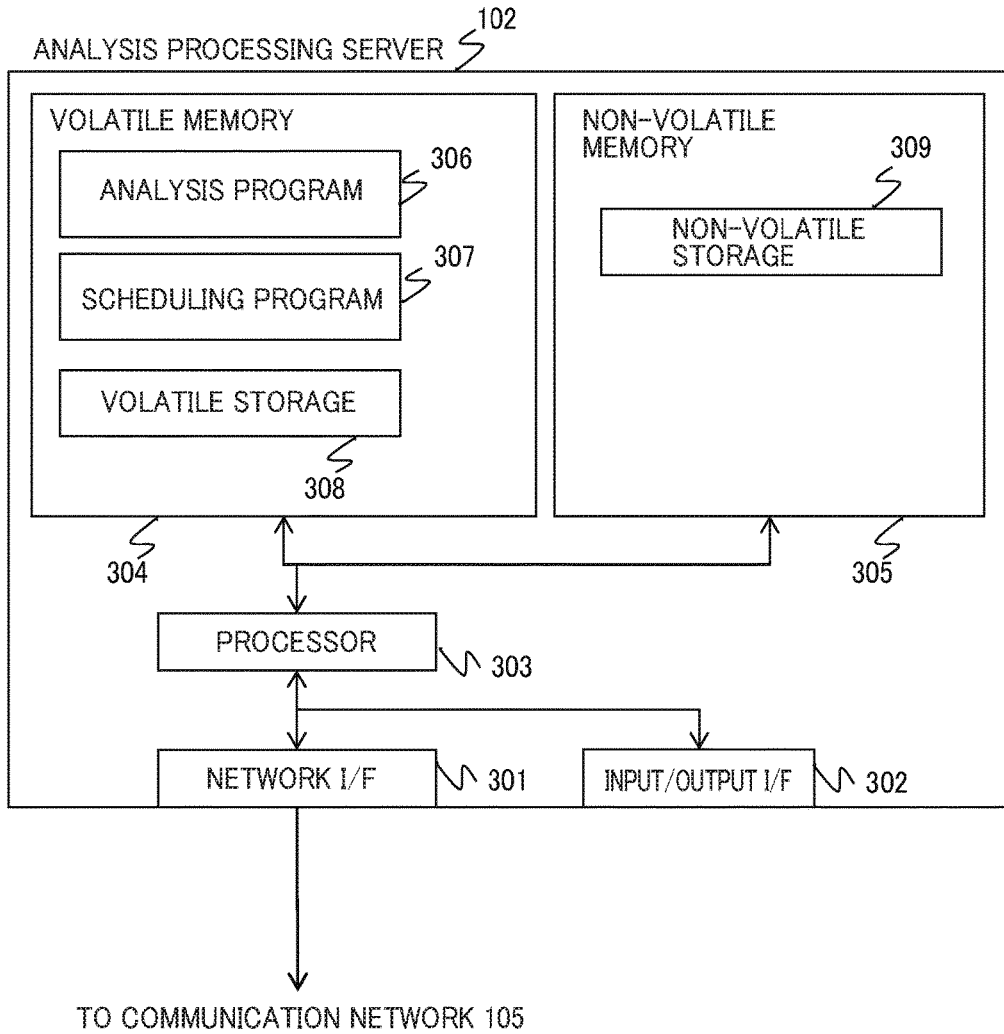 102
ANALYSIS PROCESSING SERVER
VOLATILE MEMORY
306
ANALYSIS PROGRAM
307
SCHEDULING PROGRAM
VOLATILE STORAGE
308
304
NON-VOLATILE
MEMORY
309
NON-VOLATILE
STORAGE
305
PROCESSOR
303
NETWORK I/F
301
INPUT/OUTPUT I/F
302
TO COMMUNICATION NETWORK 105